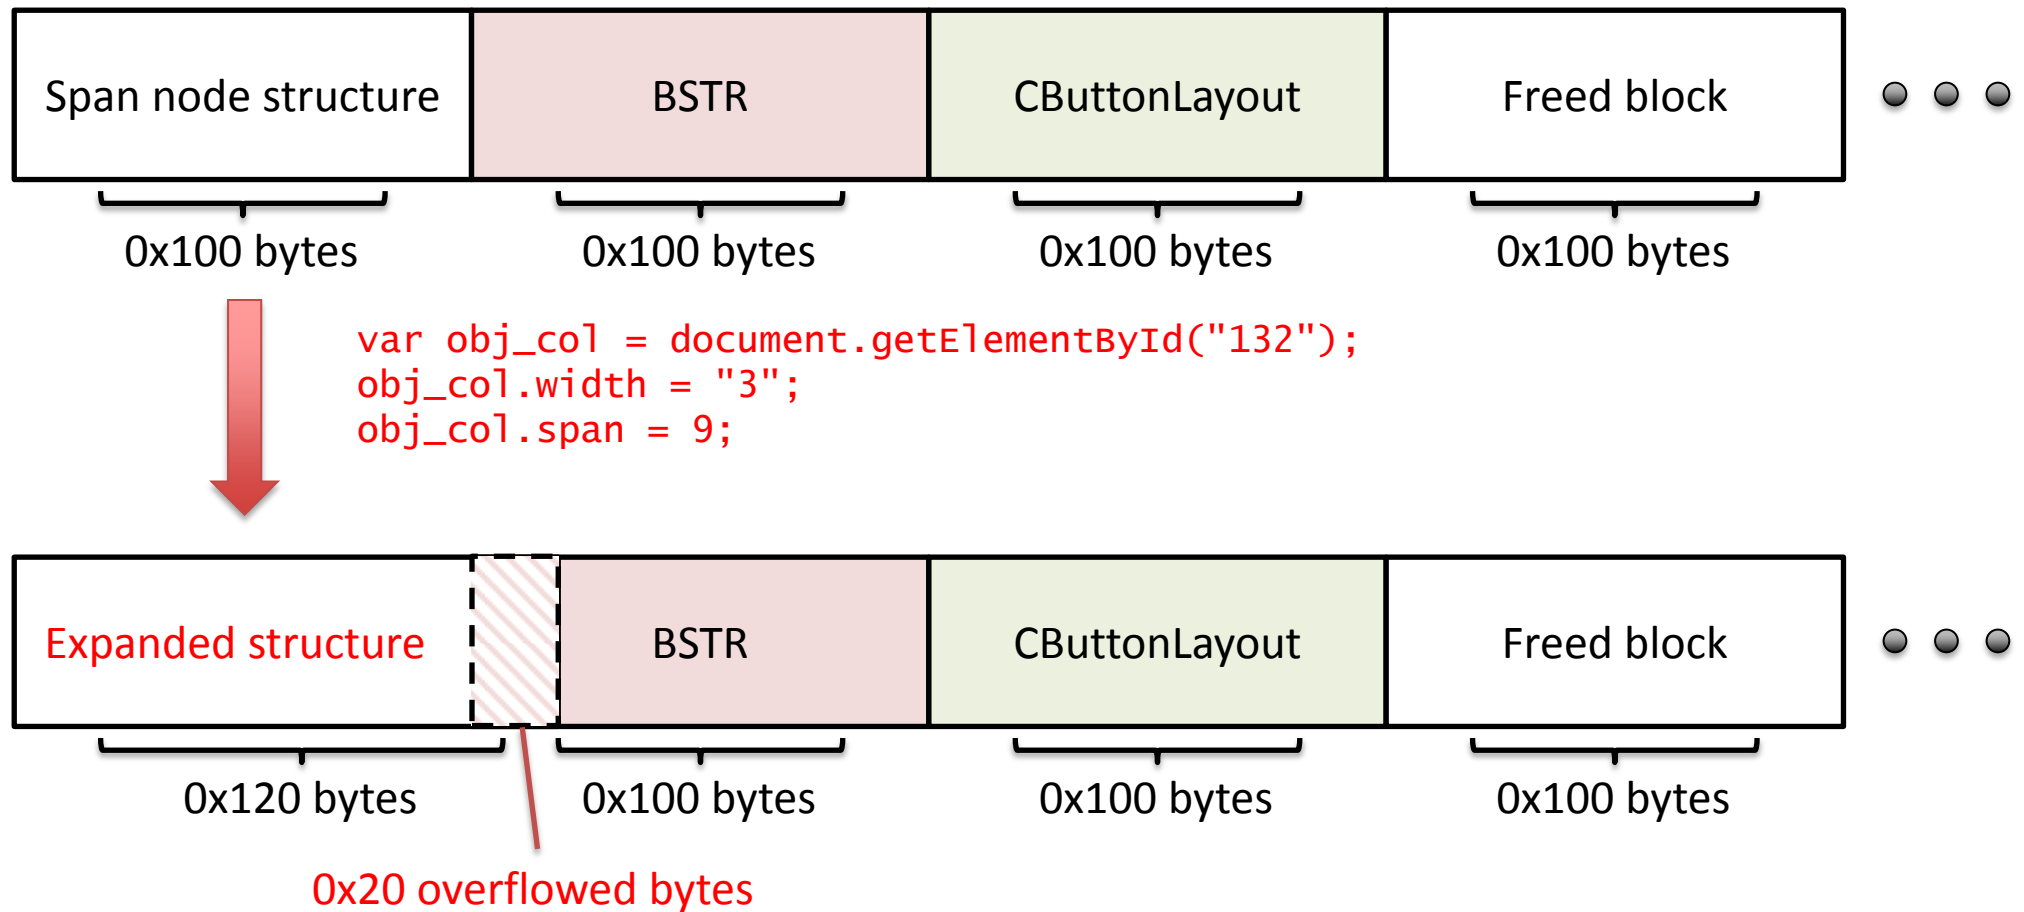 Span node structure BSTR CButtonLayout Freed block
0x100 bytes 0x100 bytes 0x100 bytes 0x100 bytes
var obj_col = document.getElementById("132");
obj_col.width = "3";
obj_col.span = 9;
Expanded structure BSTR CButtonLayout Freed block
0x120 bytes 0x100 bytes 0x100 bytes 0x100 bytes
0x20 overflowed bytes